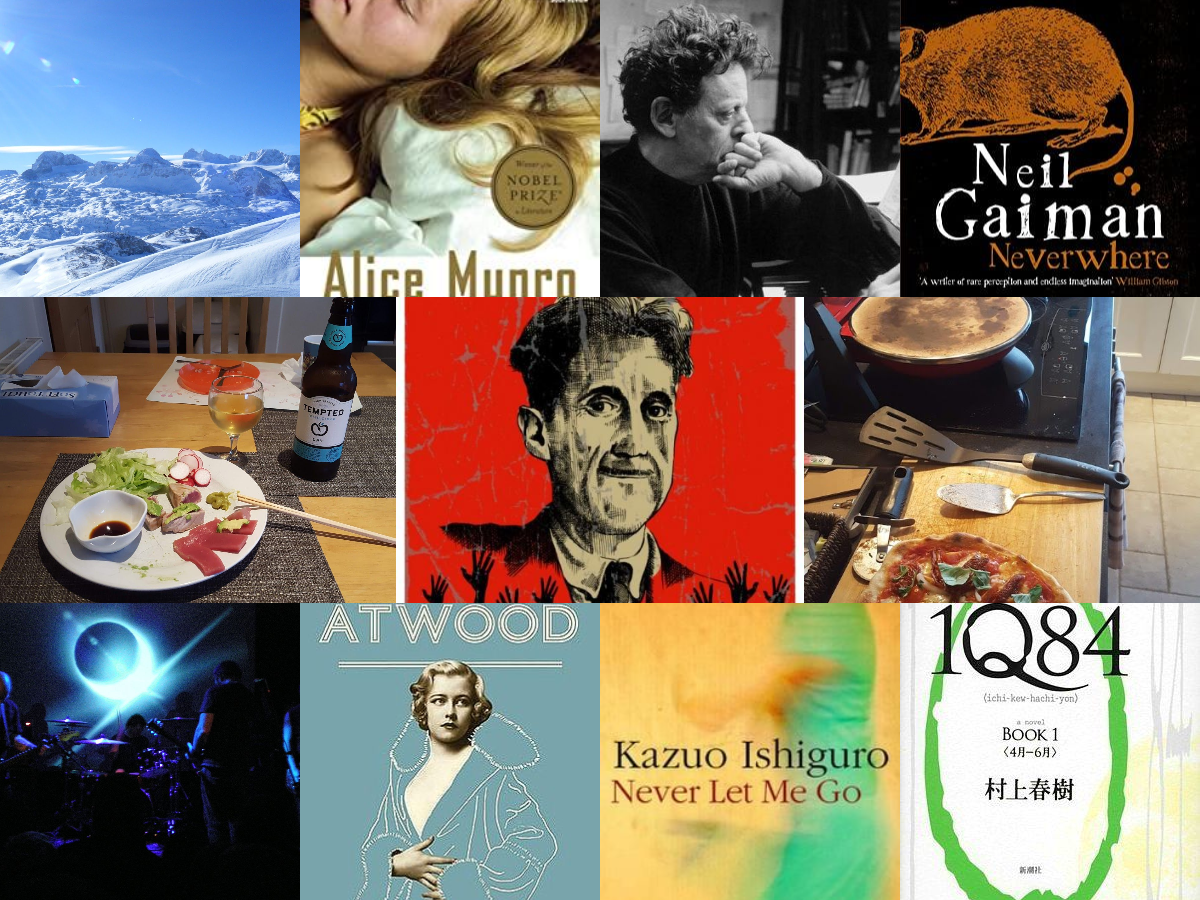 Winner of the
NOBEL
PRIZE
in Literature
Alice Munro
Neil
Gaiman
Neverwhere
'A writer of rare perception and endless imagination' William Gibson
TEMPTED
ATWOOD
Kazuo Ishiguro
Never Let Me Go
1Q84
(ichi-kew-hachi-yon)
a novel
BOOK 1
〈4月-6月〉
村上春樹
新潮社